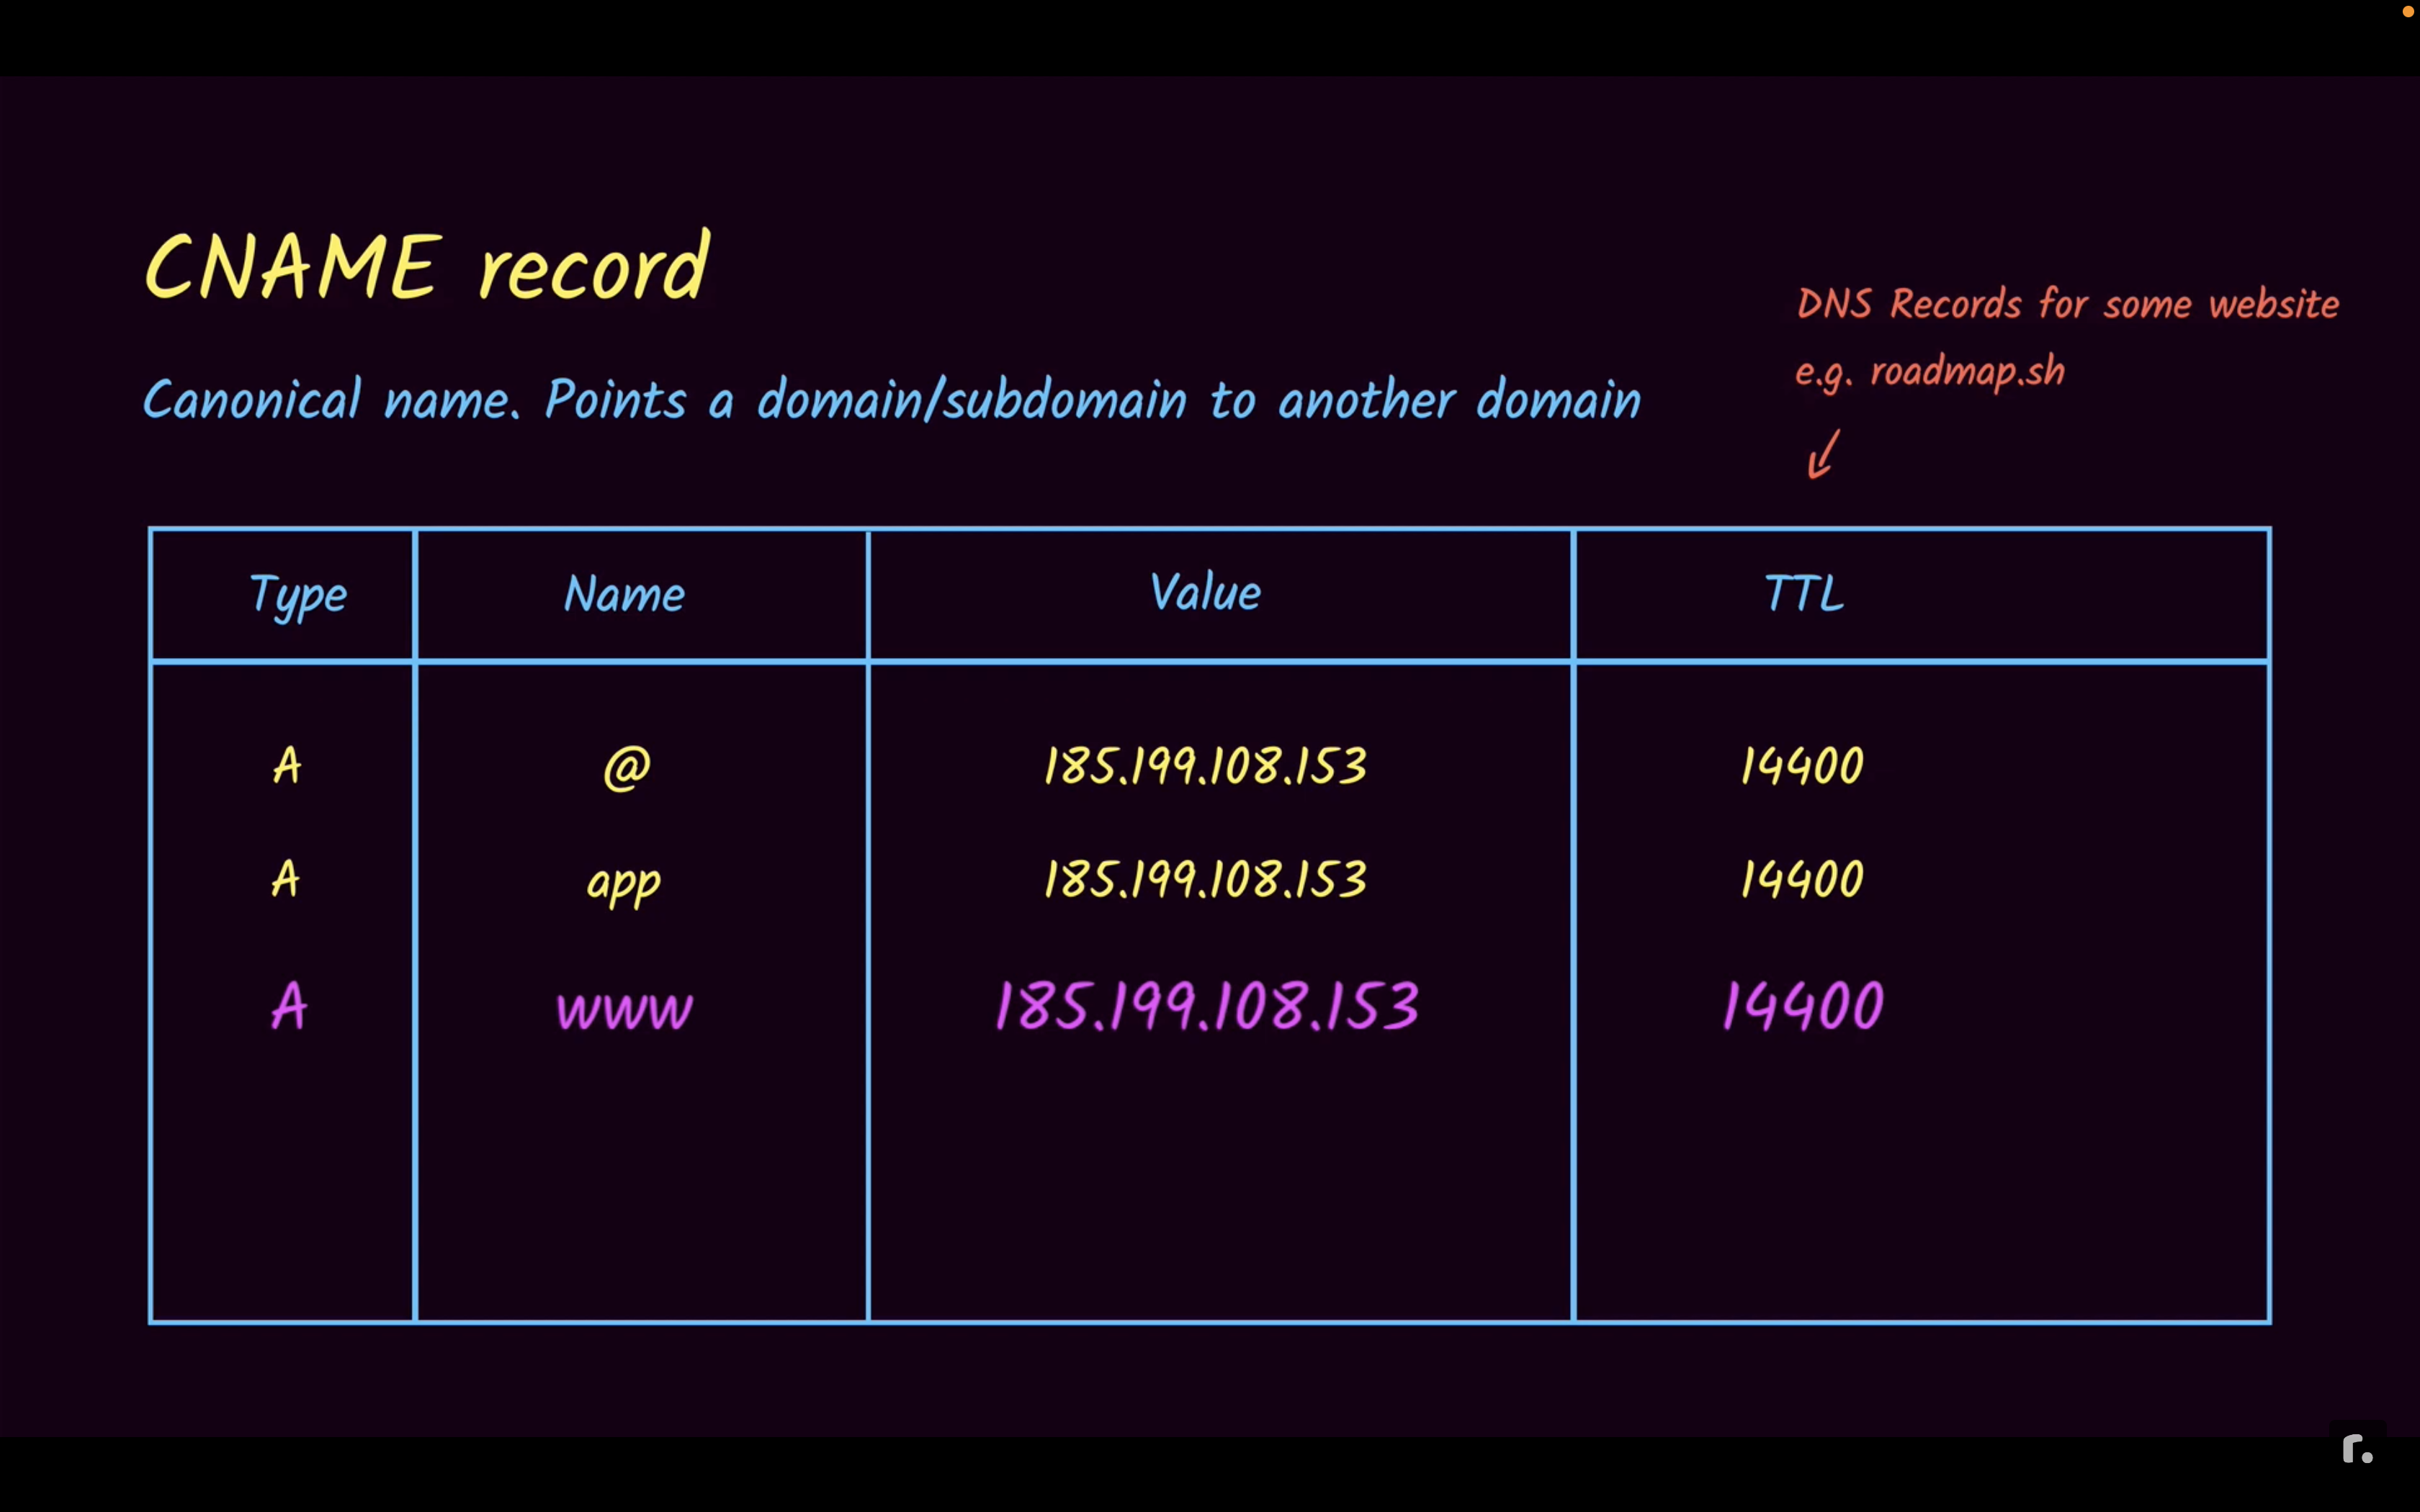 CNAME record
DNS Records for some website
e.g. roadmap.sh
Canonical name. Points a domain/subdomain to another domain
Type Name Value TTL
A @ 185.199.108.153 14400
A app 185.199.108.153 14400
A www 185.199.108.153 14400
r.